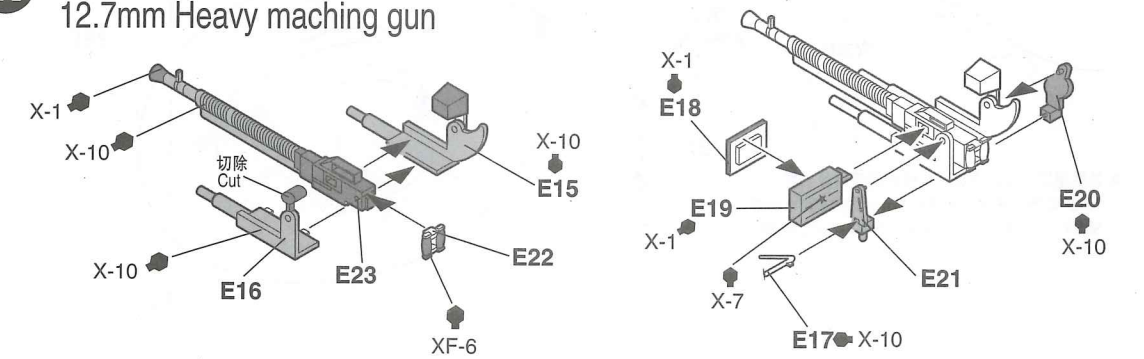 12.7mm Heavy maching gun
X-1
X-10
切除
Cut
X-10
E16
E23
E22
XF-6
X-10
E15
X-1
E18
E19
X-1
X-7
E17 X-10
E21
E20
X-10